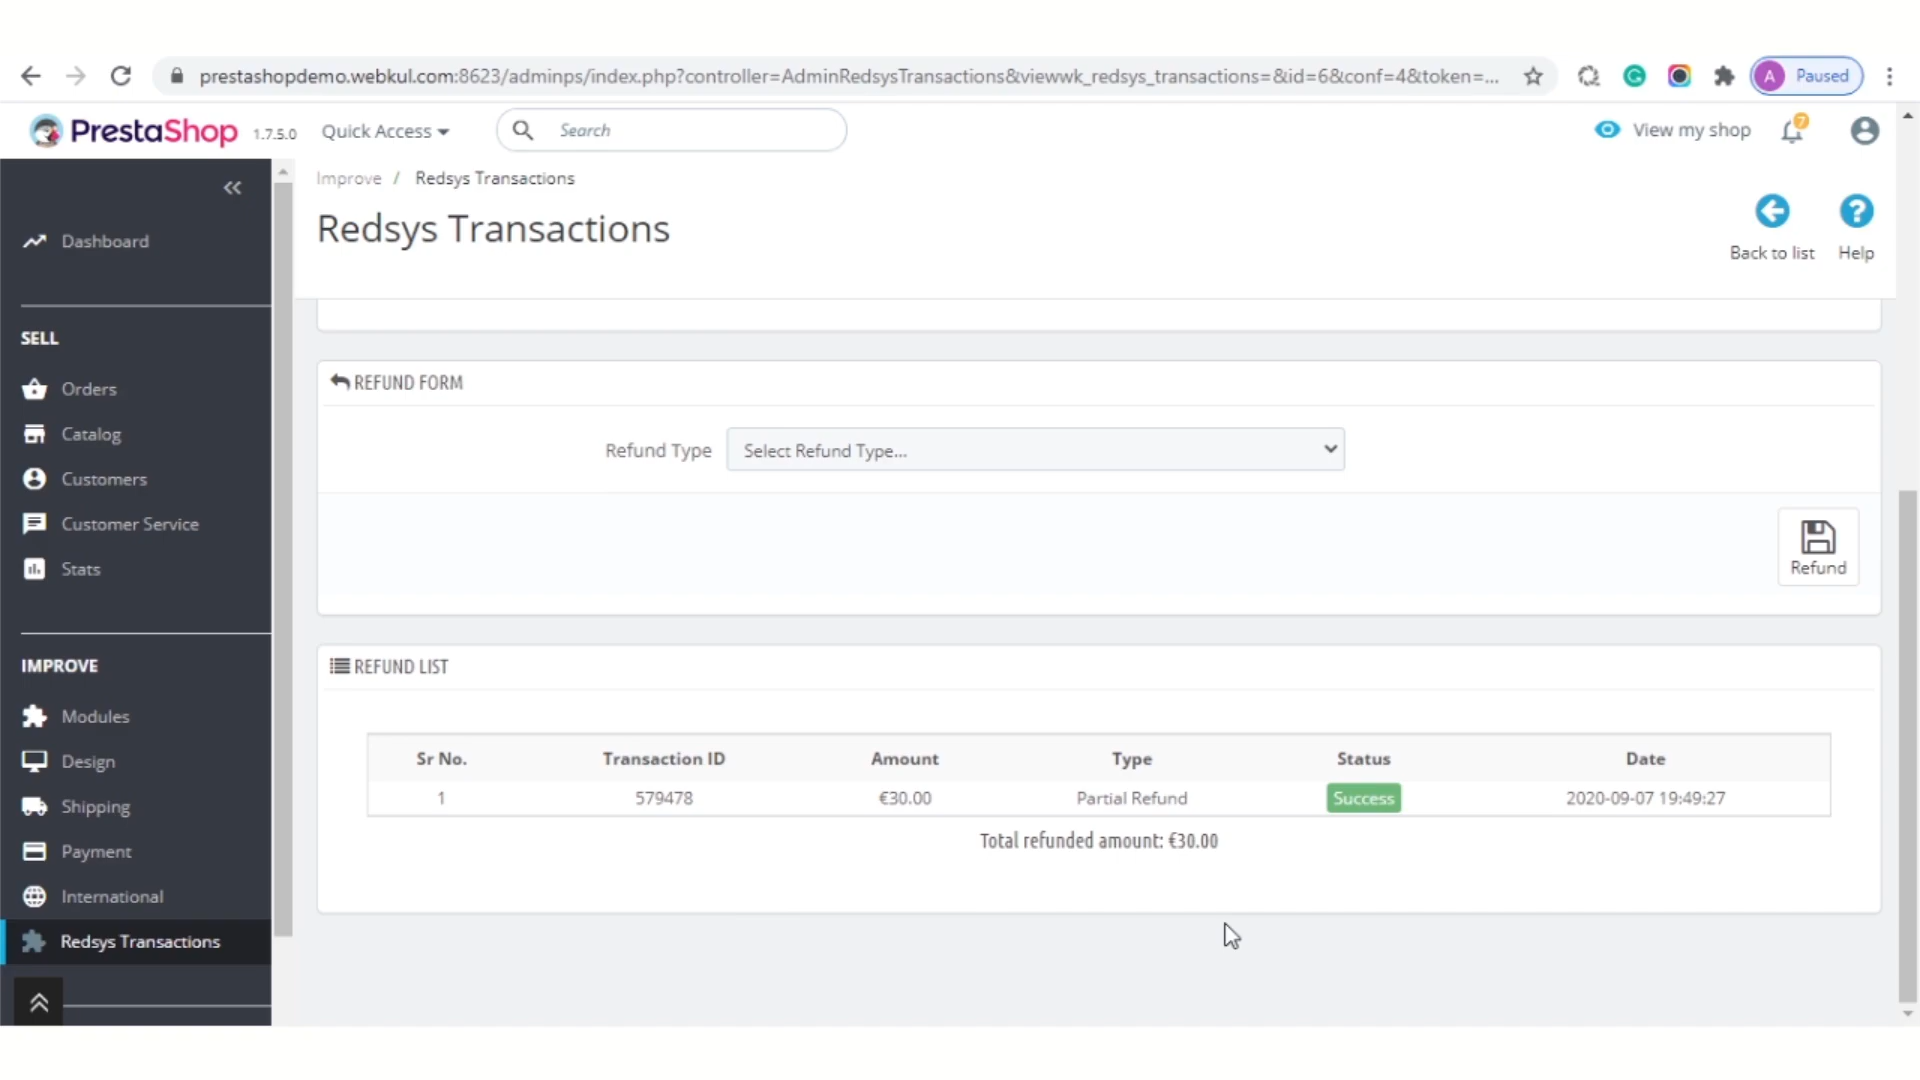 prestashopdemo.webkul.com:8623/adminps/index.php?controller=AdminRedsysTransactions&viewwk_redsys_transactions=&id=6&conf=4&token=...
A Paused
PrestaShop 1.7.5.0 Quick Access Search View my shop 7
Improve / Redsys Transactions
Redsys Transactions
Back to list Help
Dashboard
SELL
Orders
Catalog
Customers
Customer Service
Stats
IMPROVE
Modules
Design
Shipping
Payment
International
Redsys Transactions
REFUND FORM
Refund Type Select Refund Type...
Refund
REFUND LIST
Sr No. Transaction ID Amount Type Status Date
1 579478 €30.00 Partial Refund Success 2020-09-07 19:49:27
Total refunded amount: €30.00